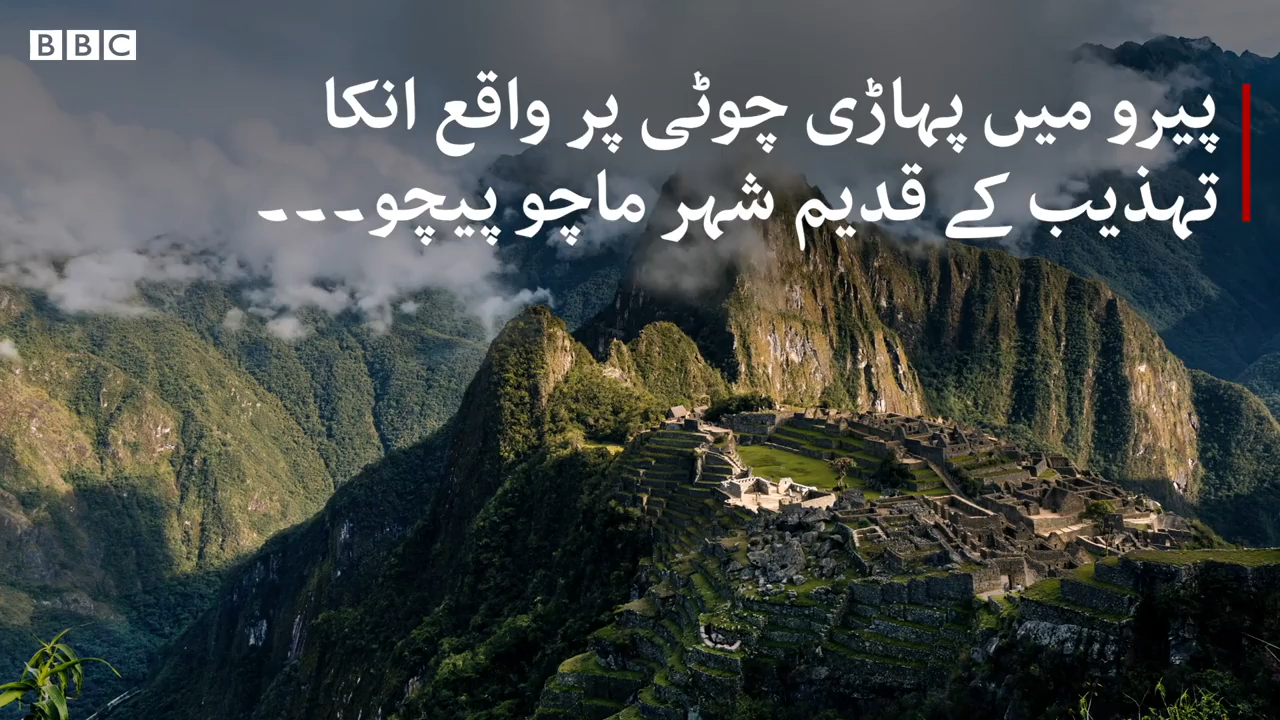 BBC
پیرو میں پہاڑی چوٹی پر واقع انکا
تہذیب کے قدیم شہر ماچو پیچو۔۔۔